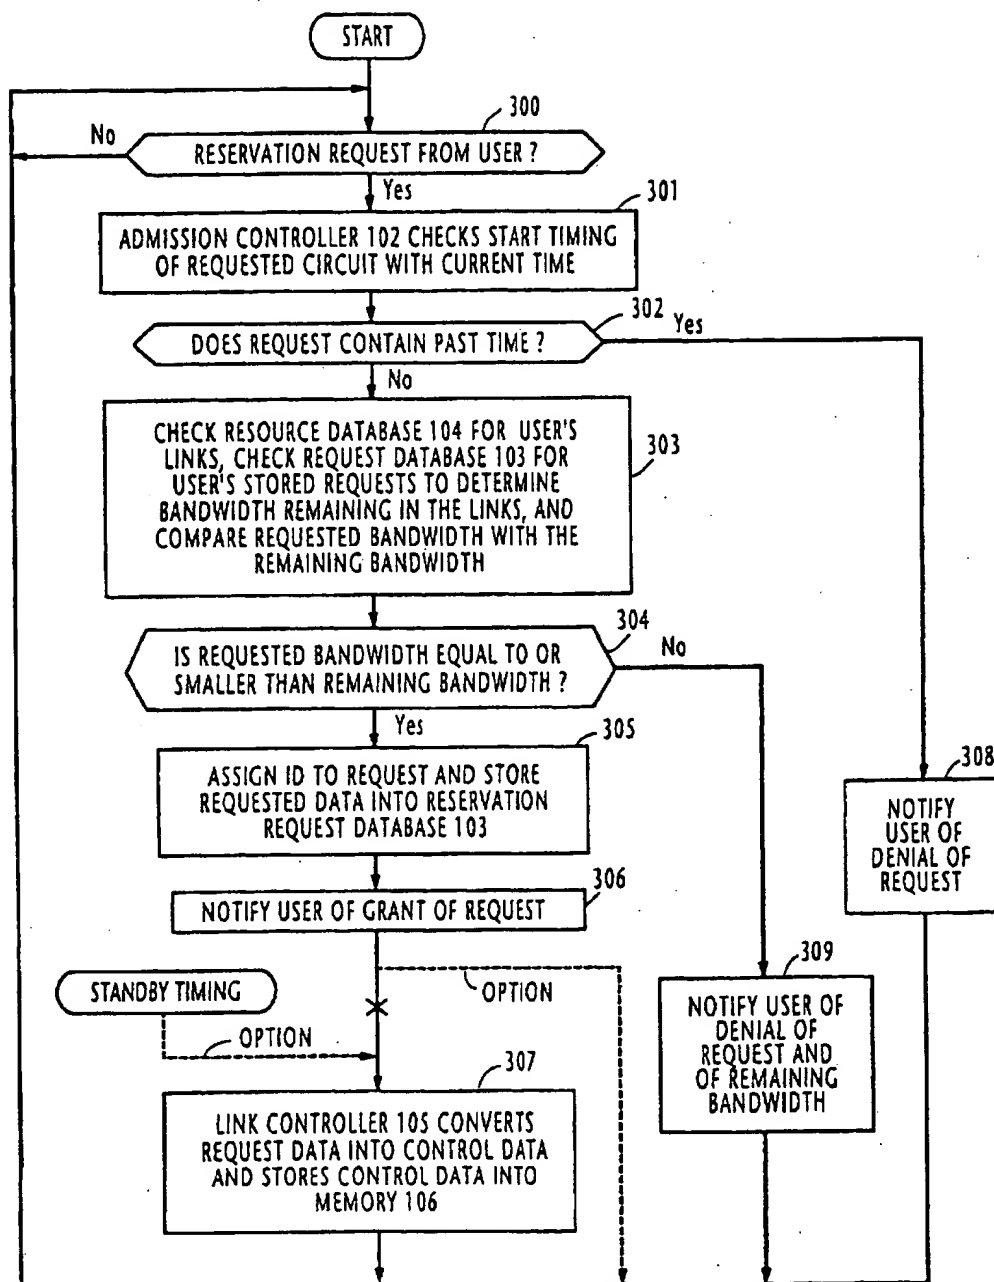 START
300
No
RESERVATION REQUEST FROM USER ?
Yes
301
ADMISSION CONTROLLER 102 CHECKS START TIMING
OF REQUESTED CIRCUIT WITH CURRENT TIME
302
Yes
DOES REQUEST CONTAIN PAST TIME ?
No
303
CHECK RESOURCE DATABASE 104 FOR USER'S
LINKS, CHECK REQUEST DATABASE 103 FOR
USER'S STORED REQUESTS TO DETERMINE
BANDWIDTH REMAINING IN THE LINKS, AND
COMPARE REQUESTED BANDWIDTH WITH THE
REMAINING BANDWIDTH
304
No
IS REQUESTED BANDWIDTH EQUAL TO OR
SMALLER THAN REMAINING BANDWIDTH ?
Yes
305
ASSIGN ID TO REQUEST AND STORE
REQUESTED DATA INTO RESERVATION
REQUEST DATABASE 103
308
NOTIFY
USER OF
DENIAL OF
REQUEST
306
NOTIFY USER OF GRANT OF REQUEST
OPTION
309
NOTIFY USER OF
DENIAL OF
REQUEST AND
OF REMAINING
BANDWIDTH
STANDBY TIMING
OPTION
307
LINK CONTROLLER 105 CONVERTS
REQUEST DATA INTO CONTROL DATA
AND STORES CONTROL DATA INTO
MEMORY 106